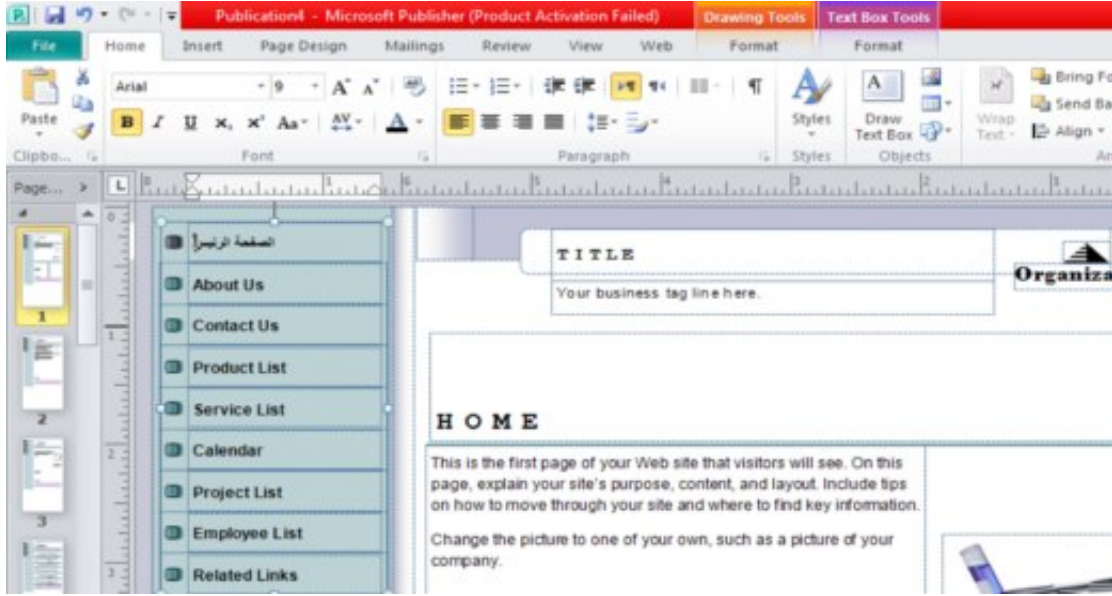 Publication4 - Microsoft Publisher (Product Activation Failed)
Drawing Tools
Text Box Tools
File
Home
Insert
Page Design
Mailings
Review
View
Web
Format
Format
Arial
9
Paste
Styles
Draw
Text Box
Wrap
Text
Bring Fo
Send Ba
Align
Clipbo...
Font
Paragraph
Styles
Objects
Ar
Page...
1
2
3
الصفحة الرئيس
About Us
Contact Us
Product List
Service List
Calendar
Project List
Employee List
Related Links
TITLE
Your business tag line here.
Organiza
HOME
This is the first page of your Web site that visitors will see. On this
page, explain your site's purpose, content, and layout. Include tips
on how to move through your site and where to find key information.
Change the picture to one of your own, such as a picture of your
company.